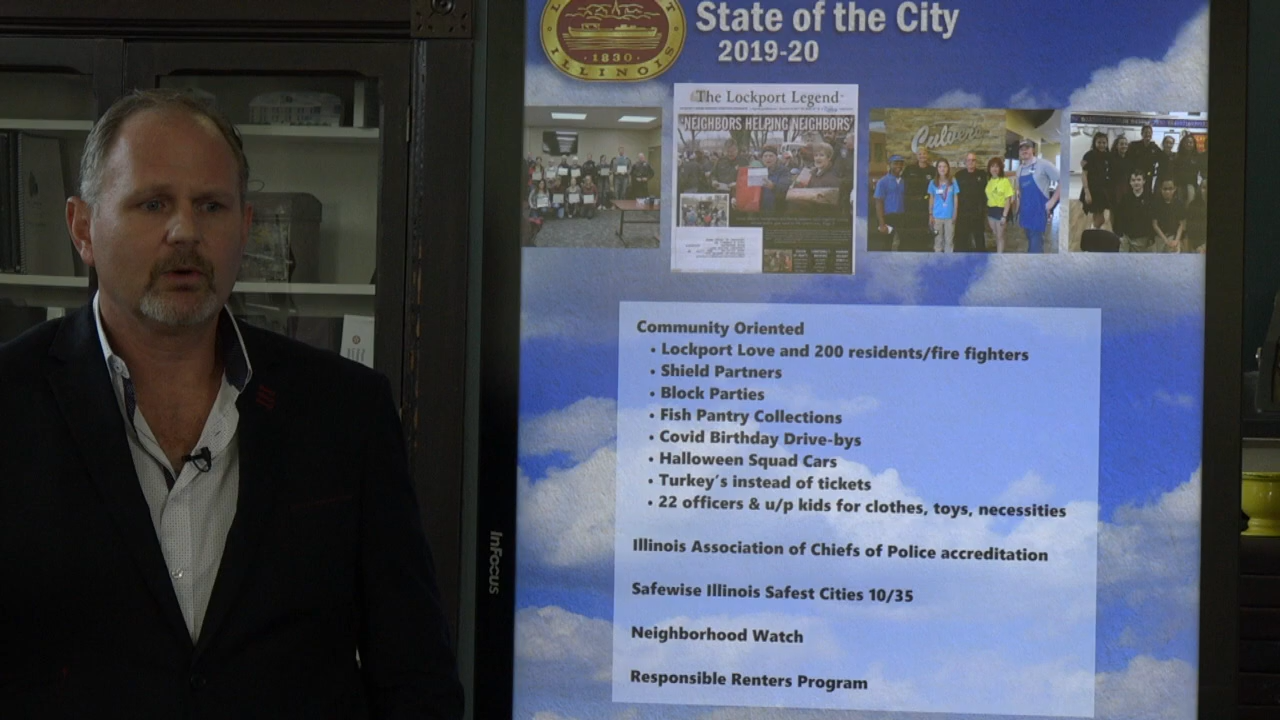 State of the City
2019-20
1830
ILLINOIS
The Lockport Legend
'NEIGHBORS HELPING NEIGHBORS'
Culver's
Community Oriented
• Lockport Love and 200 residents/fire fighters
• Shield Partners
• Block Parties
• Fish Pantry Collections
• Covid Birthday Drive-bys
• Halloween Squad Cars
• Turkey's instead of tickets
• 22 officers & u/p kids for clothes, toys, necessities
Illinois Association of Chiefs of Police accreditation
Safewise Illinois Safest Cities 10/35
Neighborhood Watch
Responsible Renters Program
InFocus